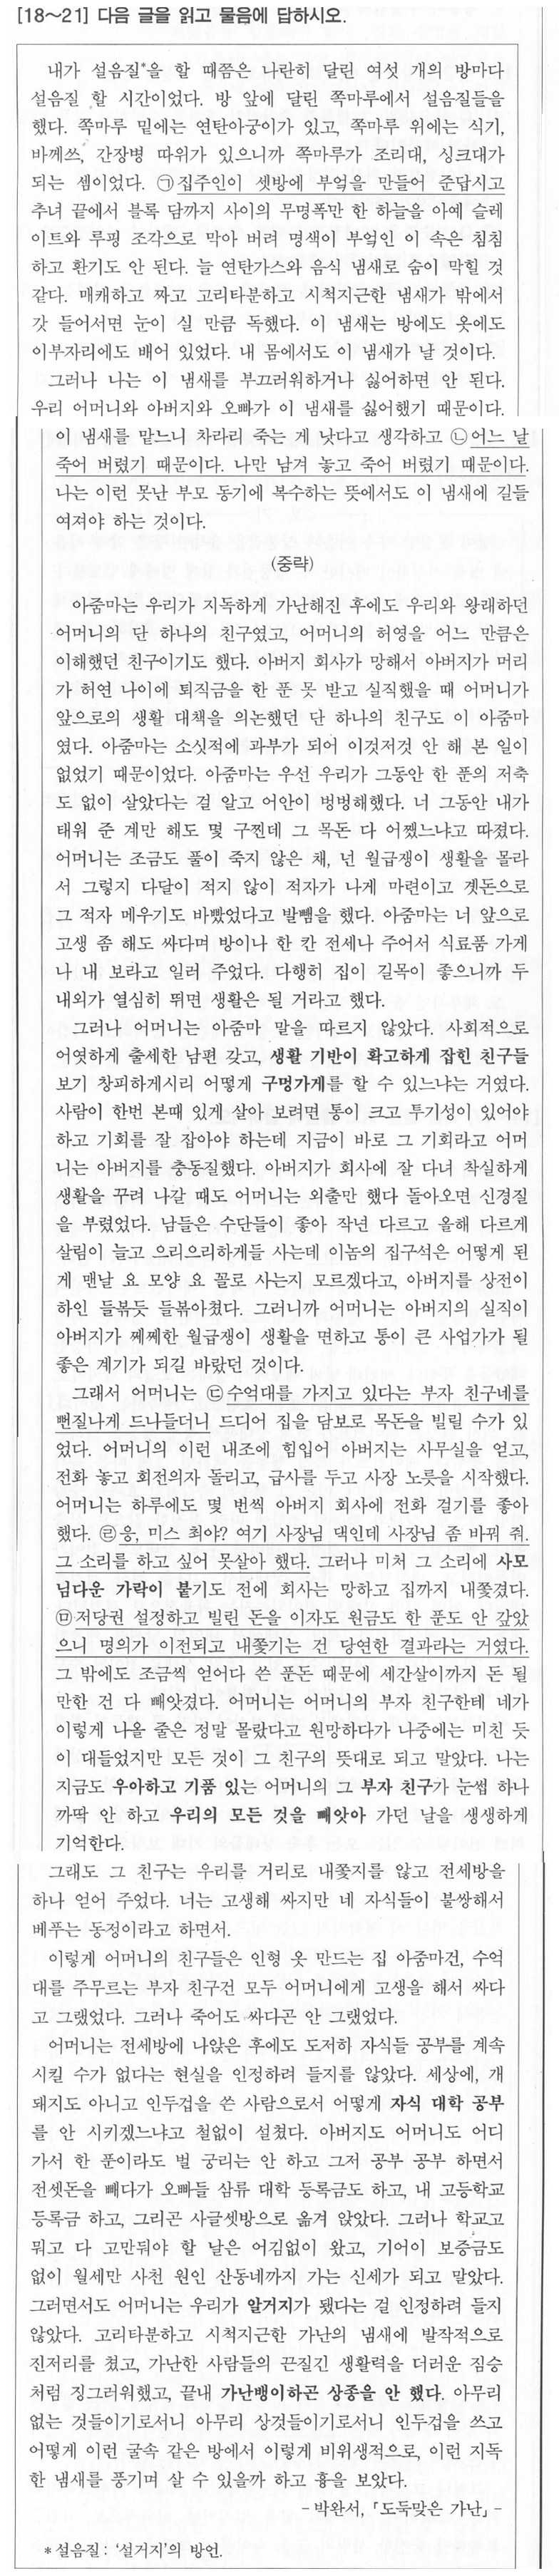 [18～21] 다음 글을 읽고 물음에 답하시오.
내가 설음질*을 할 때쯤은 나란히 달린 여섯 개의 방마다
설음질 할 시간이었다. 방 앞에 달린 쪽마루에서 설음질들을
했다. 쪽마루 밑에는 연탄아궁이가 있고, 쪽마루 위에는 식기,
바께쓰, 간장병 따위가 있으니까 쪽마루가 조리대, 싱크대가
되는 셈이었다. ㉠집주인이 셋방에 부엌을 만들어 준답시고
추녀 끝에서 블록 담까지 사이의 무명폭만 한 하늘을 아예 슬레
이트와 루핑 조각으로 막아 버려 명색이 부엌인 이 속은 침침
하고 환기도 안 된다. 늘 연탄가스와 음식 냄새로 숨이 막힐 것
같다. 매캐하고 짜고 고리타분하고 시척지근한 냄새가 밖에서
갓 들어서면 눈이 실 만큼 독했다. 이 냄새는 방에도 옷에도
이부자리에도 배어 있었다. 내 몸에서도 이 냄새가 날 것이다.
그러나 나는 이 냄새를 부끄러워하거나 싫어하면 안 된다.
우리 어머니와 아버지와 오빠가 이 냄새를 싫어했기 때문이다.
이 냄새를 맡느니 차라리 죽는 게 낫다고 생각하고 ㉡어느 날
죽어 버렸기 때문이다. 나만 남겨 놓고 죽어 버렸기 때문이다.
나는 이런 못난 부모 동기에 복수하는 뜻에서도 이 냄새에 길들
여져야 하는 것이다.
(중략)
아줌마는 우리가 지독하게 가난해진 후에도 우리와 왕래하던
어머니의 단 하나의 친구였고, 어머니의 허영을 어느 만큼은
이해했던 친구이기도 했다. 아버지 회사가 망해서 아버지가 머리
가 허연 나이에 퇴직금을 한 푼 못 받고 실직했을 때 어머니가
앞으로의 생활 대책을 의논했던 단 하나의 친구도 이 아줌마
였다. 아줌마는 소싯적에 과부가 되어 이것저것 안 해 본 일이
없었기 때문이었다. 아줌마는 우선 우리가 그동안 한 푼의 저축
도 없이 살았다는 걸 알고 어안이 벙벙해했다. 너 그동안 내가
태워 준 계만 해도 몇 구찌데 그 목돈 다 어쨌느냐고 따졌다.
어머니는 조금도 풀이 죽지 않은 채, 넌 월급쟁이 생활을 몰라
서 그렇지 다달이 적지 않이 적자가 나게 마련이고 곗돈으로
그 적자 메우기도 바빴었다고 발뺌을 했다. 아줌마는 너 앞으로
고생 좀 해도 싸다며 방이나 한 칸 전세나 주어서 식료품 가게
나 내 보라고 일러 주었다. 다행히 집이 길목이 좋으니까 두
내외가 열심히 뛰면 생활은 될 거라고 했다.
그러나 어머니는 아줌마 말을 따르지 않았다. 사회적으로
어엿하게 출세한 남편 갖고, 생활 기반이 확고하게 잡힌 친구들
보기 창피하게시리 어떻게 구멍가게를 할 수 있느냐는 거였다.
사람이 한번 본때 있게 살아 보려면 통이 크고 투기성이 있어야
하고 기회를 잘 잡아야 하는데 지금이 바로 그 기회라고 어머
니는 아버지를 충동질했다. 아버지가 회사에 잘 다녀 착실하게
생활을 꾸려 나갈 때도 어머니는 외출만 했다 돌아오면 신경질
을 부렸었다. 남들은 수단들이 좋아 작년 다르고 올해 다르게
살림이 늘고 으리으리하게들 사는데 이놈의 집구석은 어떻게 된
게 맨날 요 모양 요 꼴로 사는지 모르겠다고, 아버지를 상전이
하인 들볶듯 들볶아쳤다. 그러니까 어머니는 아버지의 실직이
아버지가 쩨쩨한 월급쟁이 생활을 면하고 통이 큰 사업가가 될
좋은 계기가 되길 바랐던 것이다.
그래서 어머니는 ㉢수억대를 가지고 있다는 부자 친구네를
뻔질나게 드나들더니 드디어 집을 담보로 목돈을 빌릴 수가 있
었다. 어머니의 이런 내조에 힘입어 아버지는 사무실을 얻고,
전화 놓고 회전의자 돌리고, 급사를 두고 사장 노릇을 시작했다.
어머니는 하루에도 몇 번씩 아버지 회사에 전화 걸기를 좋아
했다. ㉣응, 미스 최야? 여기 사장님 댁인데 사장님 좀 바꿔 줘.
그 소리를 하고 싶어 못살아 했다. 그러나 미처 그 소리에 사모
님다운 가락이 붙기도 전에 회사는 망하고 집까지 내쫓겼다.
㉤저당권 설정하고 빌린 돈을 이자도 원금도 한 푼도 안 갚았
으니 명의가 이전되고 내쫓기는 건 당연한 결과라는 거였다.
그 밖에도 조금씩 얻어다 쓴 푼돈 때문에 세간살이까지 돈 될
만한 건 다 빼앗겼다. 어머니는 어머니의 부자 친구한테 네가
이렇게 나올 줄은 정말 몰랐다고 원망하다가 나중에는 미친 듯
이 대들었지만 모든 것이 그 친구의 뜻대로 되고 말았다. 나는
지금도 우아하고 기품 있는 어머니의 그 부자 친구가 눈썹 하나
까딱 안 하고 우리의 모든 것을 빼앗아 가던 날을 생생하게
기억한다.
그래도 그 친구는 우리를 거리로 내쫓지를 않고 전세방을
하나 얻어 주었다. 너는 고생해 싸지만 네 자식들이 불쌍해서
베푸는 동정이라고 하면서.
이렇게 어머니의 친구들은 인형 옷 만드는 집 아줌마건, 수억
대를 주무르는 부자 친구건 모두 어머니에게 고생을 해서 싸다
고 그랬었다. 그러나 죽어도 싸다곤 안 그랬었다.
어머니는 전세방에 나앉은 후에도 도저히 자식들 공부를 계속
시킬 수가 없다는 현실을 인정하려 들지를 않았다. 세상에, 개
돼지도 아니고 인두겁을 쓴 사람으로서 어떻게 자식 대학 공부
를 안 시키겠느냐고 철없이 설쳤다. 아버지도 어머니도 어디
가서 한 푼이라도 벌 궁리는 안 하고 그저 공부 공부 하면서
전셋돈을 빼다가 오빠들 삼류 대학 등록금도 하고, 내 고등학교
등록금 하고, 그리곤 사글셋방으로 옮겨 앉았다. 그러나 학교고
뭐고 다 고만둬야 할 날은 어김없이 왔고, 기어이 보증금도
없이 월세만 사천 원인 산동네까지 가는 신세가 되고 말았다.
그러면서도 어머니는 우리가 알거지가 됐다는 걸 인정하려 들지
않았다. 고리타분하고 시척지근한 가난의 냄새에 발작적으로
진저리를 쳤고, 가난한 사람들의 끈질긴 생활력을 더러운 짐승
처럼 징그러워했고, 끝내 가난뱅이하곤 상종을 안 했다. 아무리
없는 것들이기로서니 아무리 상것들이기로서니 인두겁을 쓰고
어떻게 이런 굴속 같은 방에서 이렇게 비위생적으로, 이런 지독
한 냄새를 풍기며 살 수 있을까 하고 흉을 보았다.
- 박완서, 「도둑맞은 가난」 -
* 설음질 : ‘설거지’의 방언.